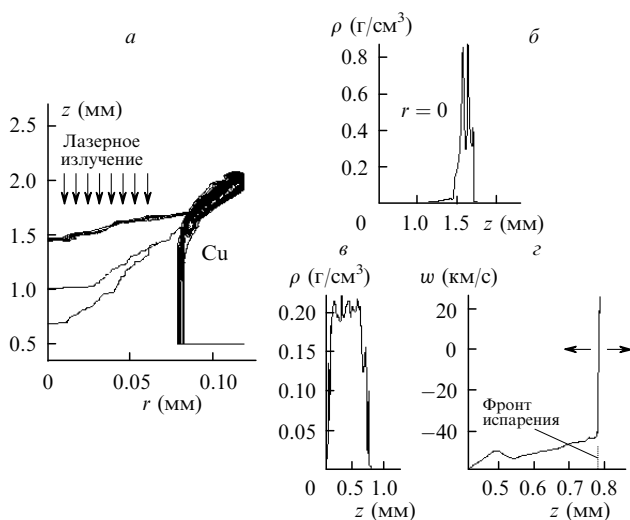 а
z (мм)
2.5
2.0
1.5
1.0
0.5
Лазерное
излучение
Cu
0
0.05
0.10
r (мм)
б
ρ (г/см³)
0.8
0.6
0.4
0.2
r = 0
0
1.0
1.5
2.0
z (мм)
в
ρ (г/см³)
0.20
0.15
0.10
0.05
0
0.5
1.0
z (мм)
г
w (км/с)
20
0
−20
−40
Фронт
испарения
0.5
0.6
0.7
0.8
z (мм)